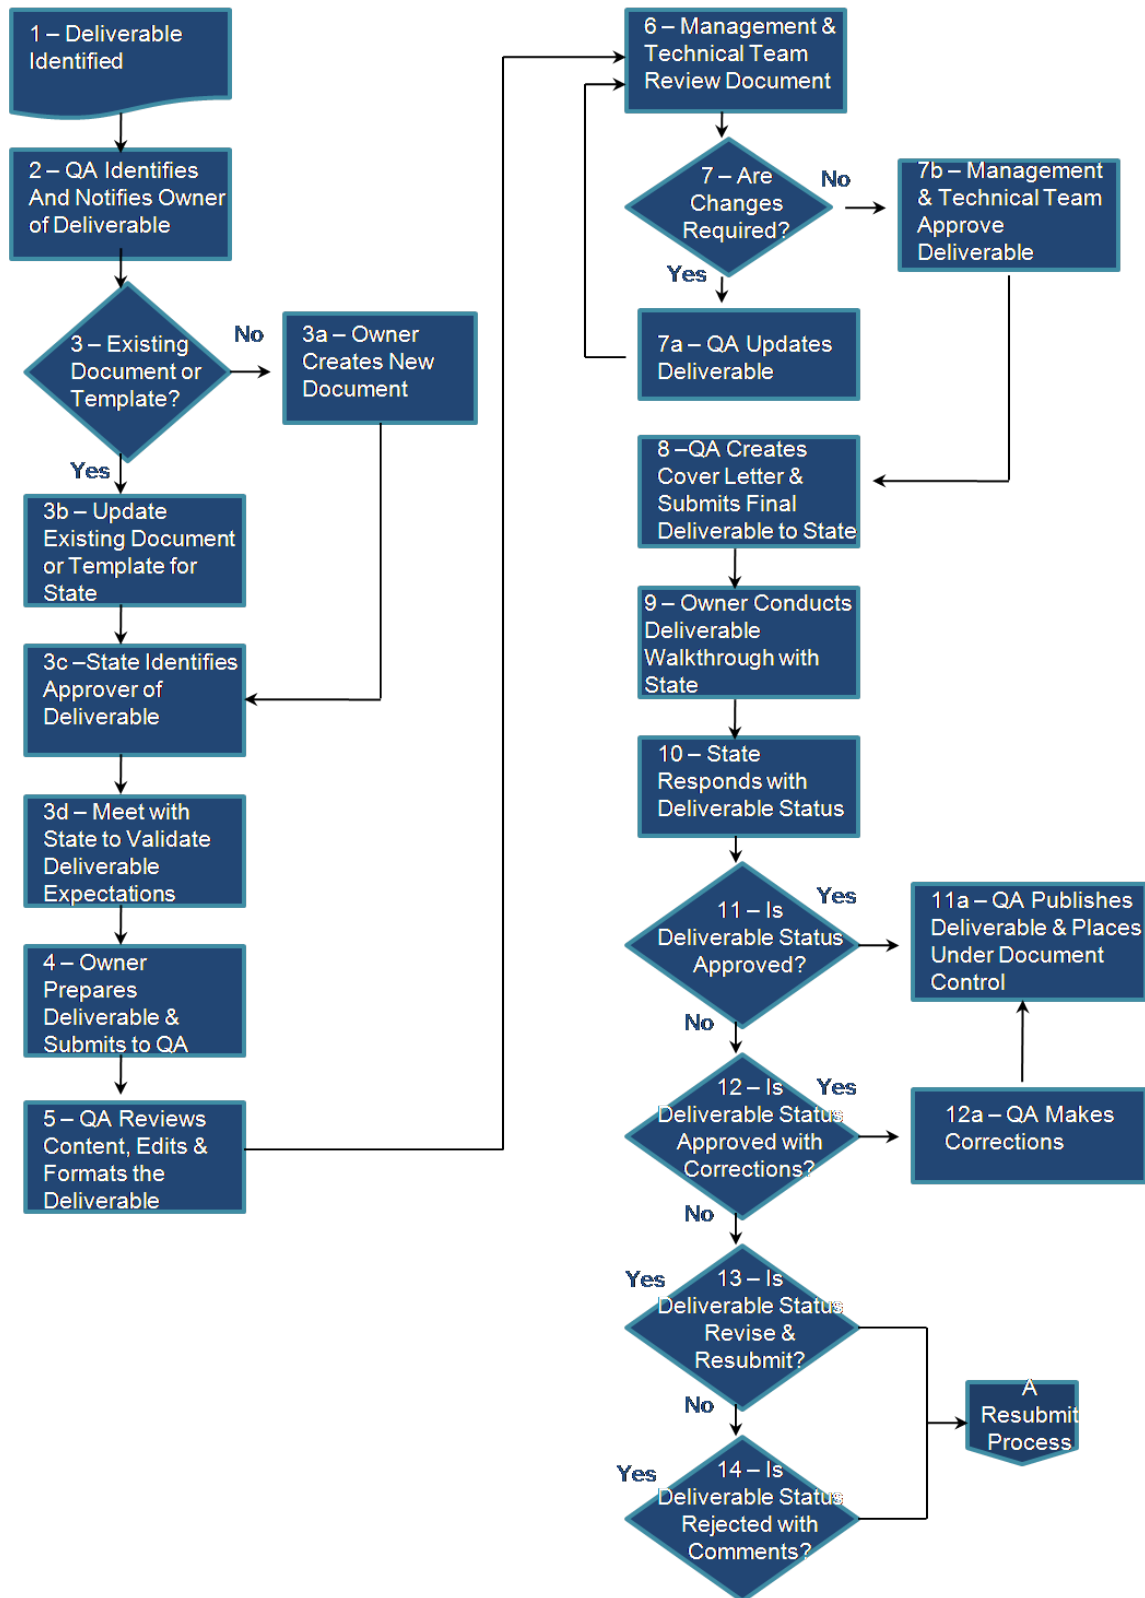 1 – Deliverable
Identified
2 – QA Identifies
And Notifies Owner
of Deliverable
3 – Existing
Document or
Template?
No
3a – Owner
Creates New
Document
Yes
3b – Update
Existing Document
or Template for
State
3c –State Identifies
Approver of
Deliverable
3d – Meet with
State to Validate
Deliverable
Expectations
4 – Owner
Prepares
Deliverable &
Submits to QA
5 – QA Reviews
Content, Edits &
Formats the
Deliverable
6 – Management &
Technical Team
Review Document
7 – Are
Changes
Required?
No
7b – Management
& Technical Team
Approve
Deliverable
Yes
7a – QA Updates
Deliverable
8 –QA Creates
Cover Letter &
Submits Final
Deliverable to State
9 – Owner Conducts
Deliverable
Walkthrough with
State
10 – State
Responds with
Deliverable Status
11 – Is
Deliverable Status
Approved?
Yes
11a – QA Publishes
Deliverable & Places
Under Document
Control
No
12 – Is
Deliverable Status
Approved with
Corrections?
Yes
12a – QA Makes
Corrections
No
13 – Is
Deliverable Status
Revise &
Resubmit?
Yes
No
14 – Is
Deliverable Status
Rejected with
Comments?
Yes
A
Resubmit
Process